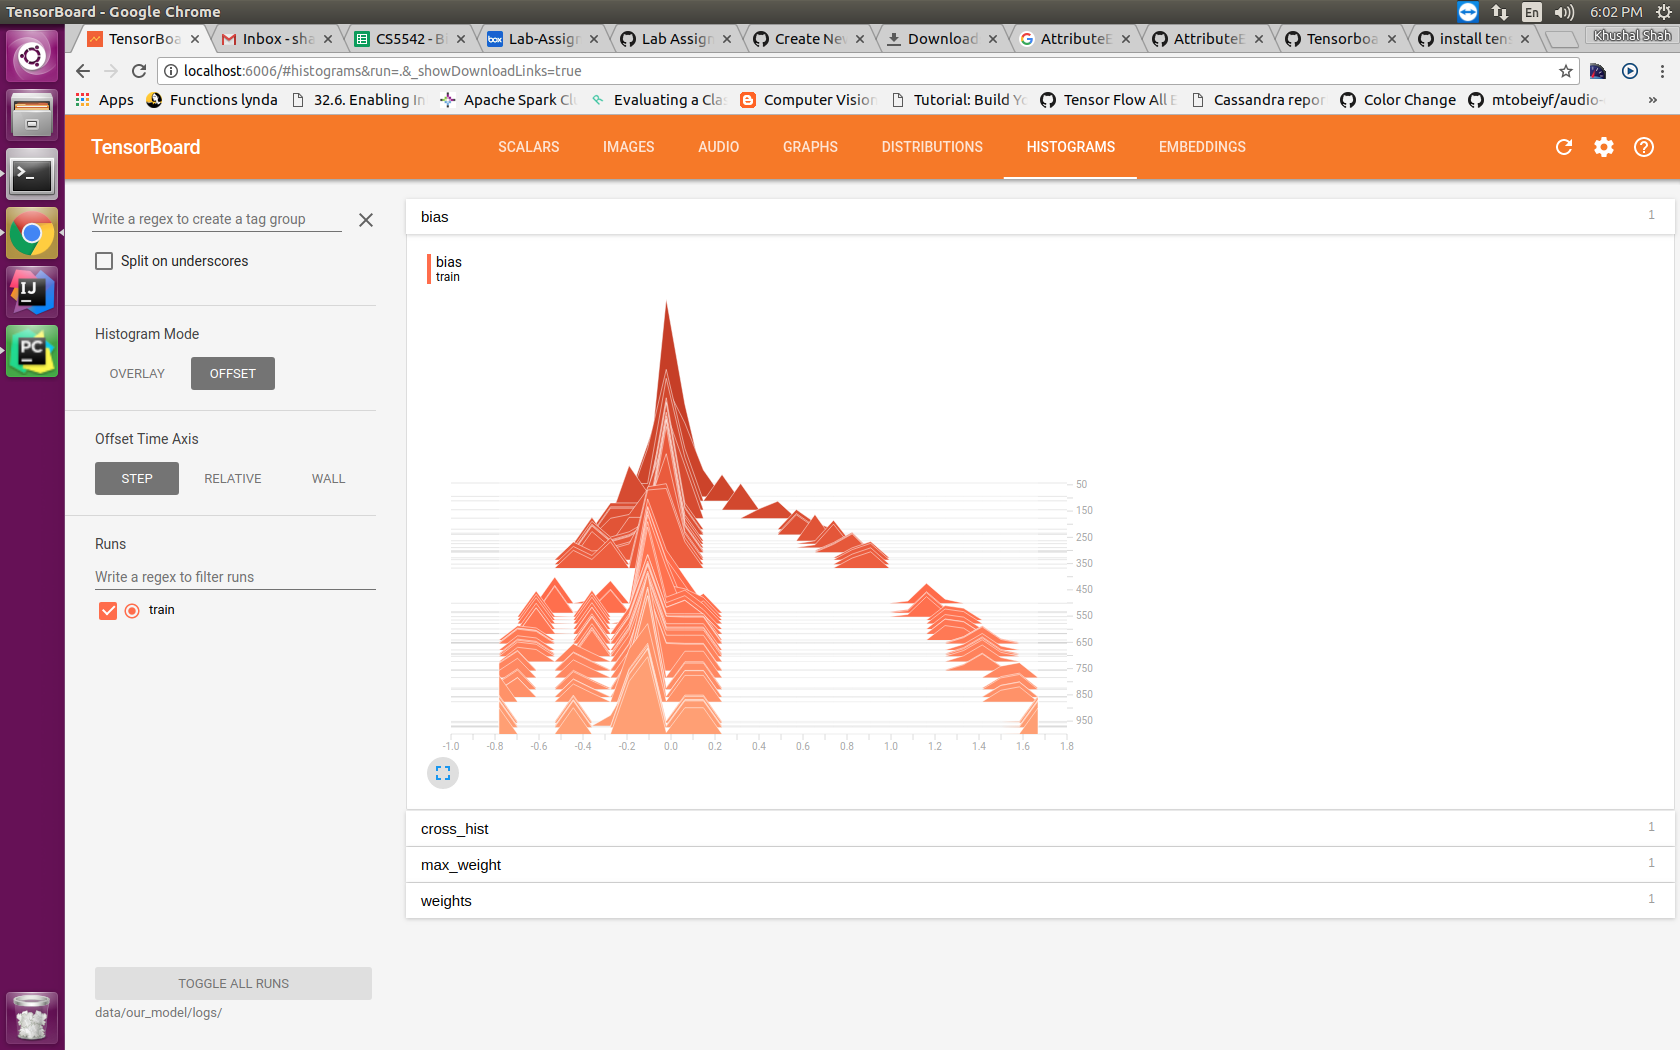 TensorBoard - Google Chrome
En
6:02 PM
TensorBoa
Inbox - sha
CS5542 - B
Lab-Assign
Lab Assign
Create New
Download
AttributeE
AttributeE
Tensorboa
install tens
Khushal Shah
localhost:6006/#histograms&run=.&_showDownloadLinks=true
Apps
Functions lynda
32.6. Enabling In
Apache Spark Clu
Evaluating a Clas
Computer Vision
Tutorial: Build Yo
Tensor Flow All E
Cassandra repor
Color Change
mtobeiyf/audio-
»
TensorBoard
SCALARS
IMAGES
AUDIO
GRAPHS
DISTRIBUTIONS
HISTOGRAMS
EMBEDDINGS
Write a regex to create a tag group
Split on underscores
Histogram Mode
OVERLAY
OFFSET
Offset Time Axis
STEP
RELATIVE
WALL
Runs
Write a regex to filter runs
train
TOGGLE ALL RUNS
data/our_model/logs/
bias
1
bias
train
50
150
250
350
450
550
650
750
850
950
-1.0 -0.8 -0.6 -0.4 -0.2 0.0 0.2 0.4 0.6 0.8 1.0 1.2 1.4 1.6 1.8
cross_hist
1
max_weight
1
weights
1
IJ
PC
box